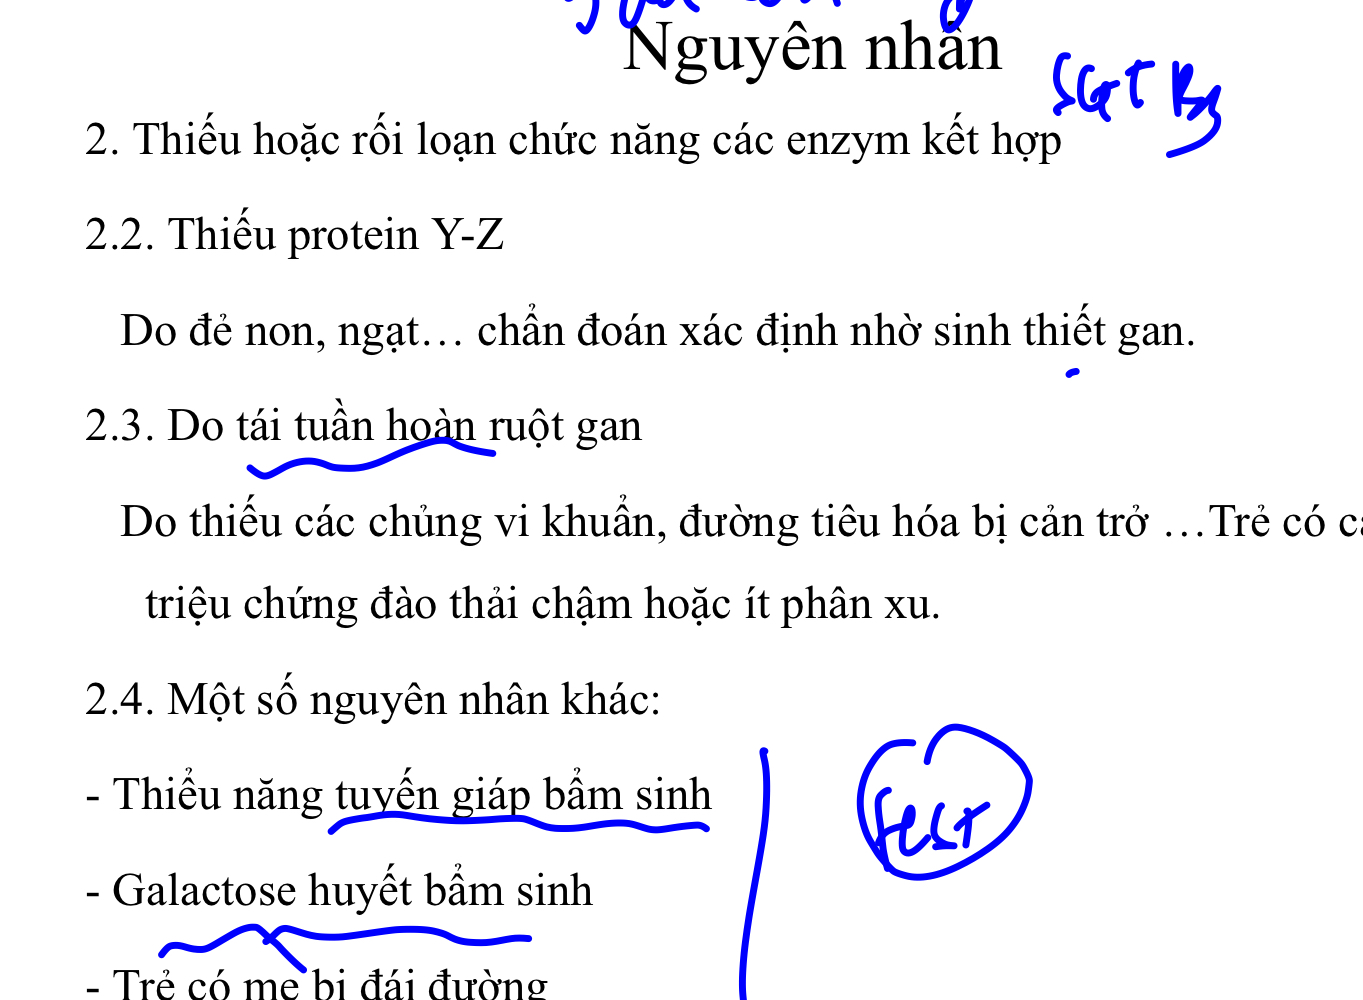 Nguyên nhân
SGT
2. Thiếu hoặc rối loạn chức năng các enzym kết hợp
2.2. Thiếu protein Y-Z
Do đẻ non, ngạt… chẩn đoán xác định nhờ sinh thiết gan.
2.3. Do tái tuần hoàn ruột gan
Do thiếu các chủng vi khuẩn, đường tiêu hóa bị cản trở …Trẻ có
triệu chứng đào thải chậm hoặc ít phân xu.
2.4. Một số nguyên nhân khác:
- Thiểu năng tuyến giáp bẩm sinh
- Galactose huyết bẩm sinh
- Trẻ có mẹ bị đái đường